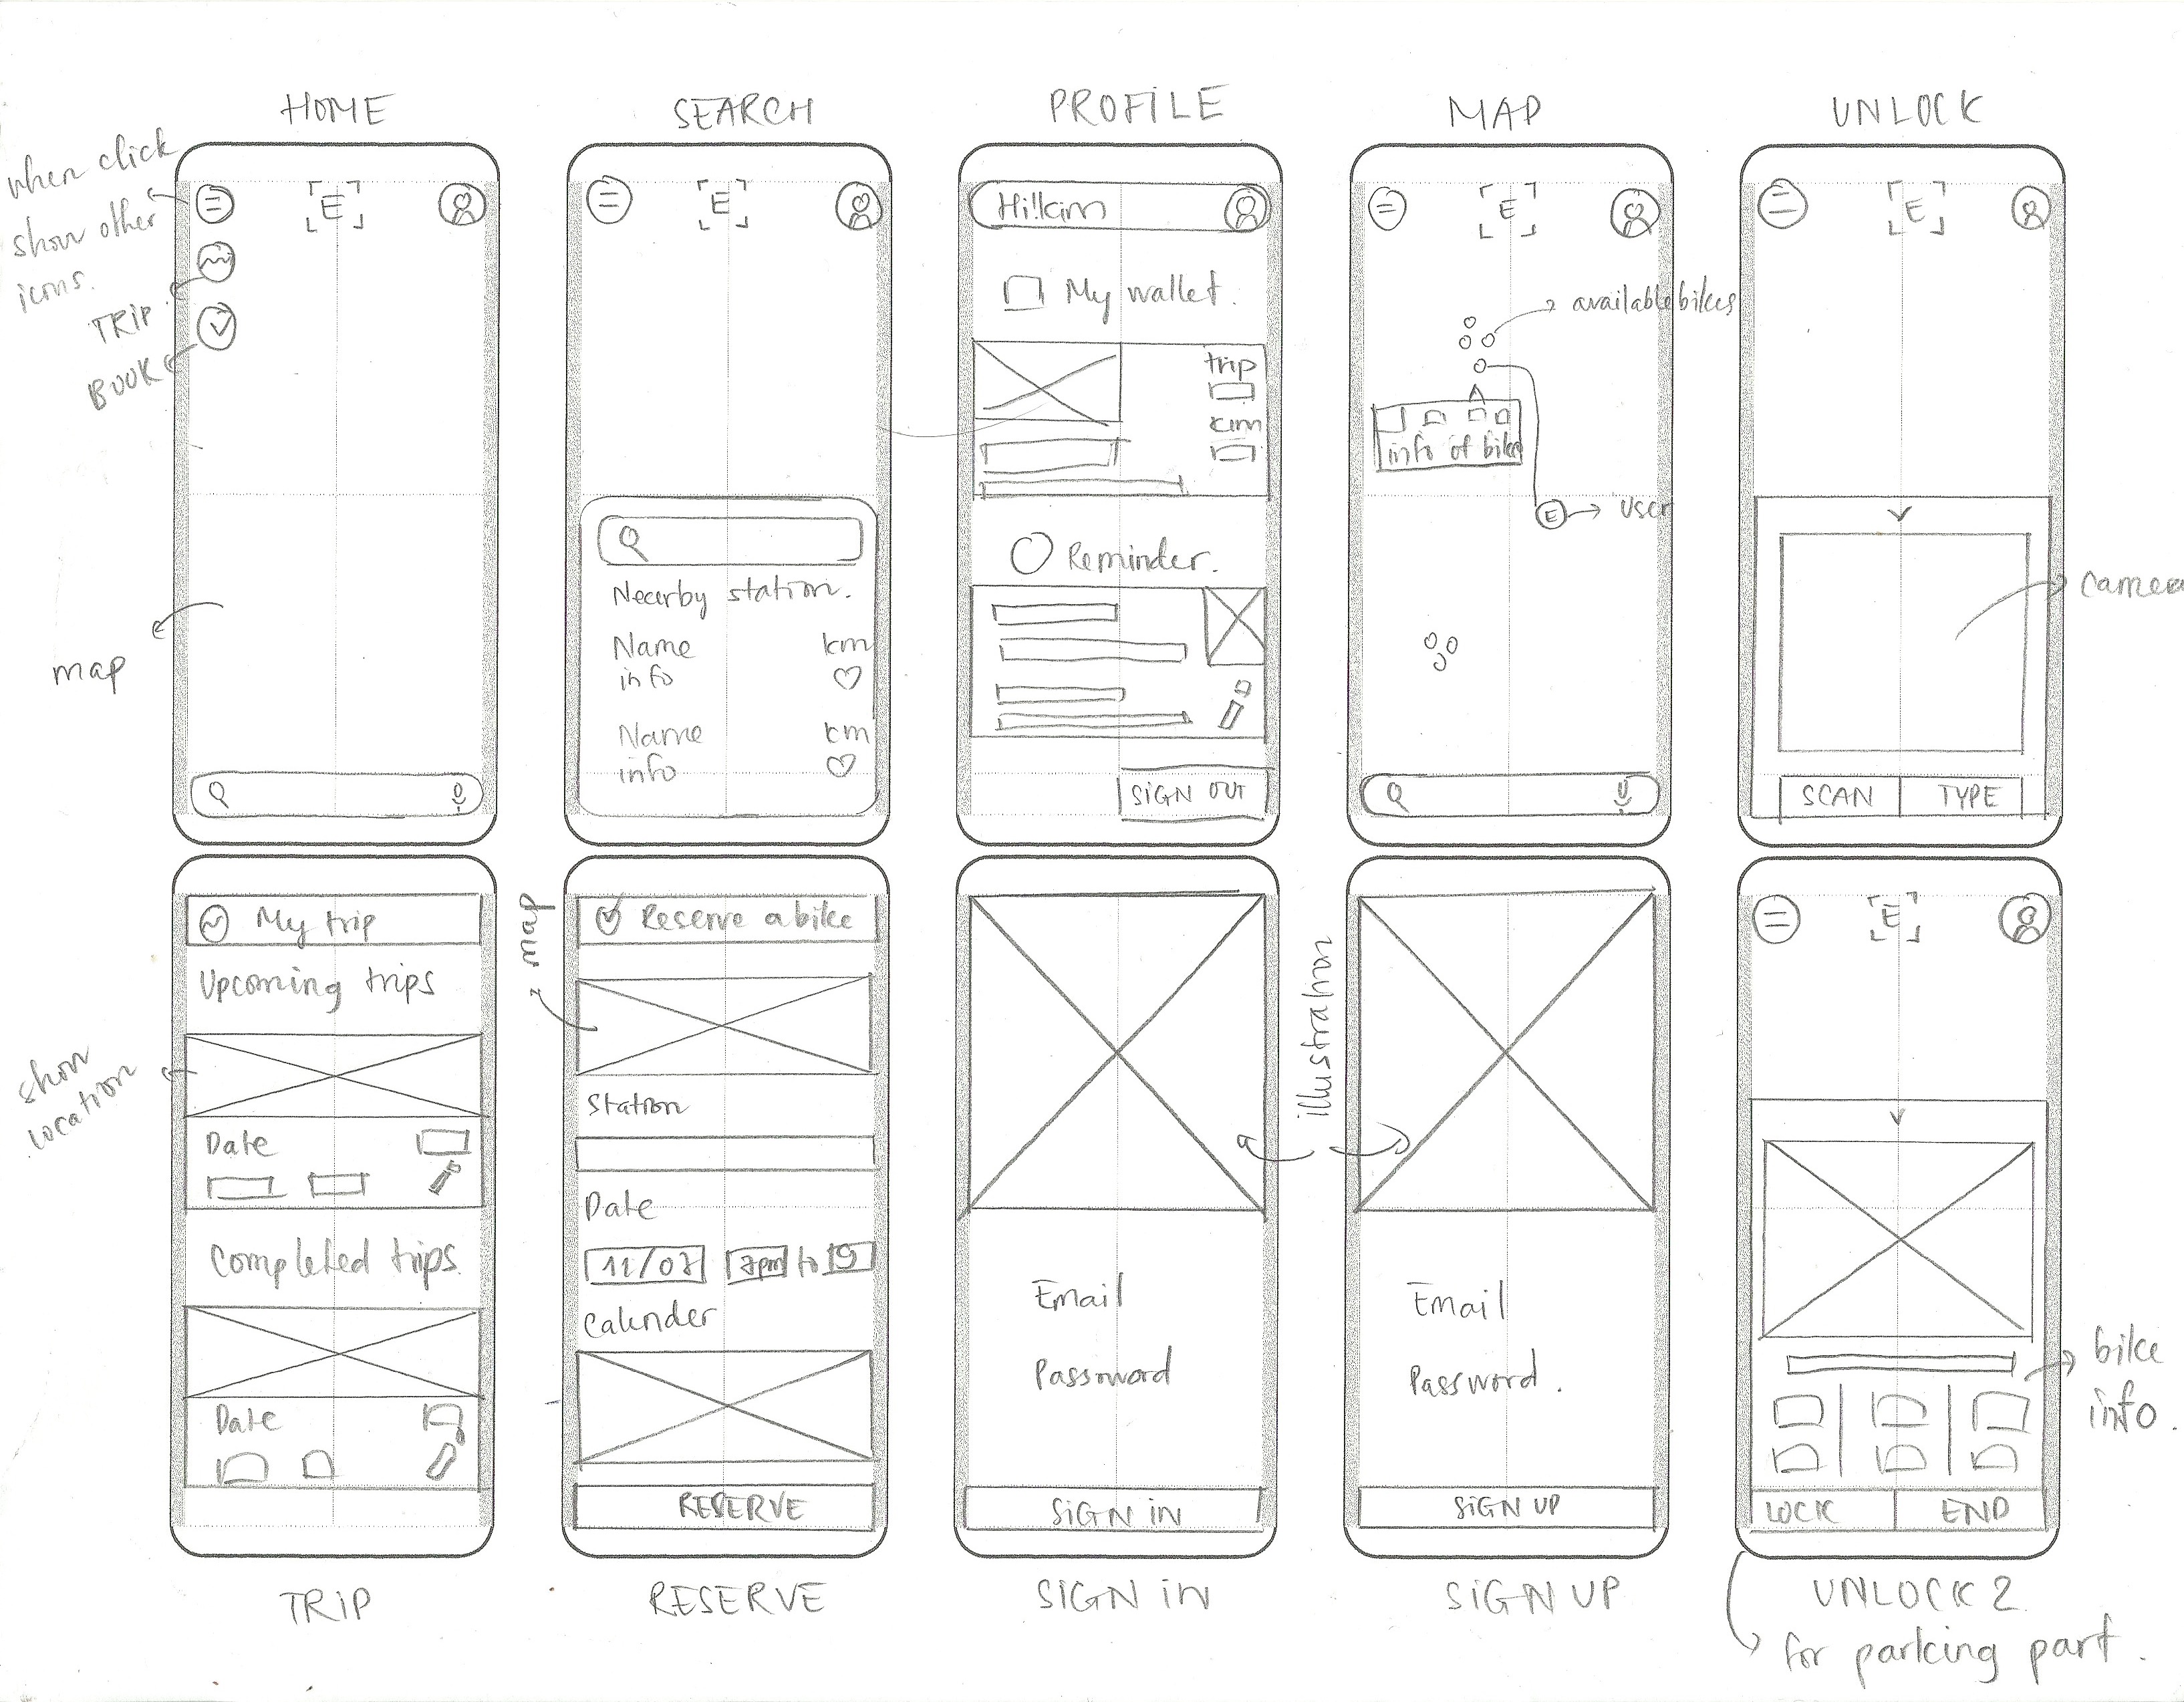 HOME
SEARCH
PROFILE
MAP
UNLOCK
when click
show other
icons.
TRIP
BOOK
map
E
E
Nearby station.
Name km
info
Name km
info
Hi!kim
My wallet.
trip
km
Reminder.
SIGN OUT
E
available bikes
info of bikes
E
user
E
camera
SCAN TYPE
My trip
Upcoming trips
show
location
Date
Completed trips
Date
TRIP
map
Reserve a bike
Station
Date
11/07 7pm to 9
Calender
RESERVE
RESERVE
Email
Password
SIGN IN
SIGN IN
illustration
Email
Password.
SIGN UP
SIGN UP
E
bike
info.
LOCK END
UNLOCK 2
for parking part.